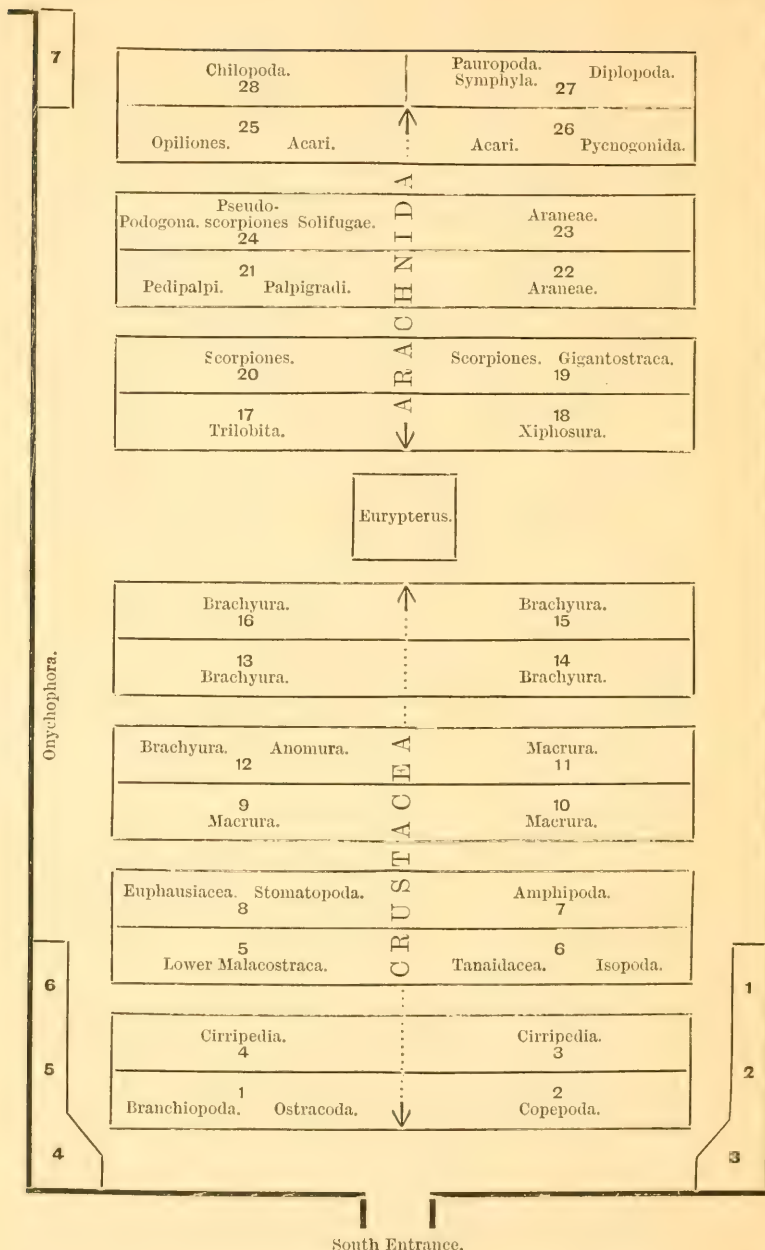 7
Chilopoda.
28
Pauropoda.
Symphyla. 27 Diplopoda.
25
Opiliones. Acari.
26
Acari. Pycnogonida.
ARACHNIDA
Pseudo-
Podogona. scorpiones Solifugae.
24
Araneae.
23
21
Pedipalpi. Palpigradi.
22
Araneae.
Scorpiones.
20
Scorpiones. Gigantostraca.
19
17
Trilobita.
18
Xiphosura.
Eurypterus.
Onychophora.
Brachyura.
16
Brachyura.
15
13
Brachyura.
14
Brachyura.
CRUSTACEA
Brachyura. Anomura.
12
Macrura.
11
9
Macrura.
10
Macrura.
Euphausiacea. Stomatopoda.
8
Amphipoda.
7
5
Lower Malacostraca.
6
Tanaidacea. Isopoda.
Cirripedia.
4
Cirripedia.
3
1
Branchiopoda. Ostracoda.
2
Copepoda.
6
5
4
1
2
3
South Entrance.